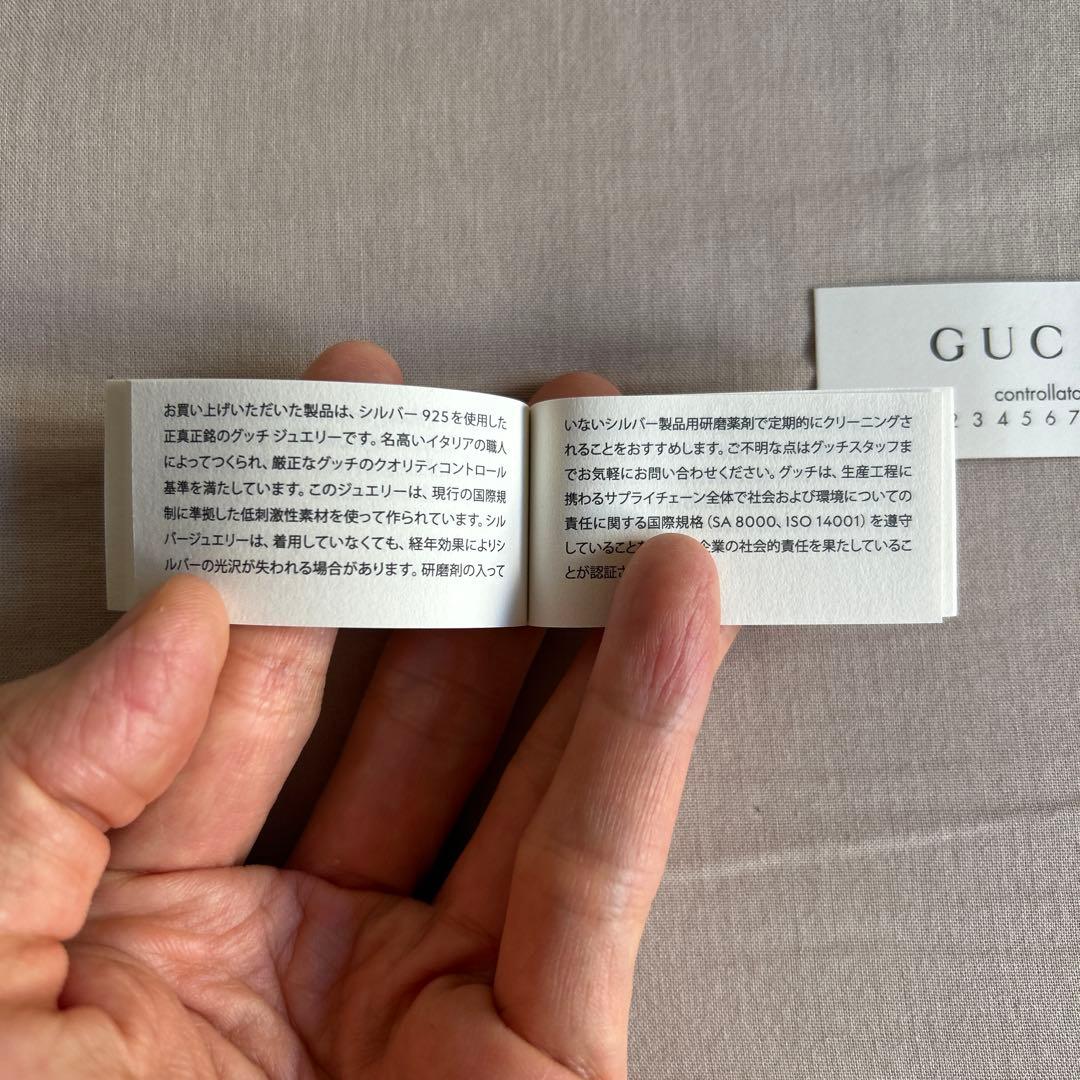 お買い上げいただいた製品は、シルバー 925を使用した
正真正銘のグッチ ジュエリーです。名高いイタリアの職人
によってつくられ、厳正なグッチのクオリティコントロール
基準を満たしています。このジュエリーは、現行の国際規
制に準拠した低刺激性素材を使って作られています。シル
バージュエリーは、着用していなくても、経年効果によりシ
ルバーの光沢が失われる場合があります。研磨剤の入って
いないシルバー製品用研磨薬剤で定期的にクリーニングさ
れることをおすすめします。ご不明な点はグッチスタッフま
でお気軽にお問い合わせください。グッチは、生産工程に
携わるサプライチェーン全体で社会および環境についての
責任に関する国際規格（SA 8000、ISO 14001）を遵守
していること 企業の社会的責任を果たしているこ
とが認証
GUC
controllato
2 3 4 5 6 7